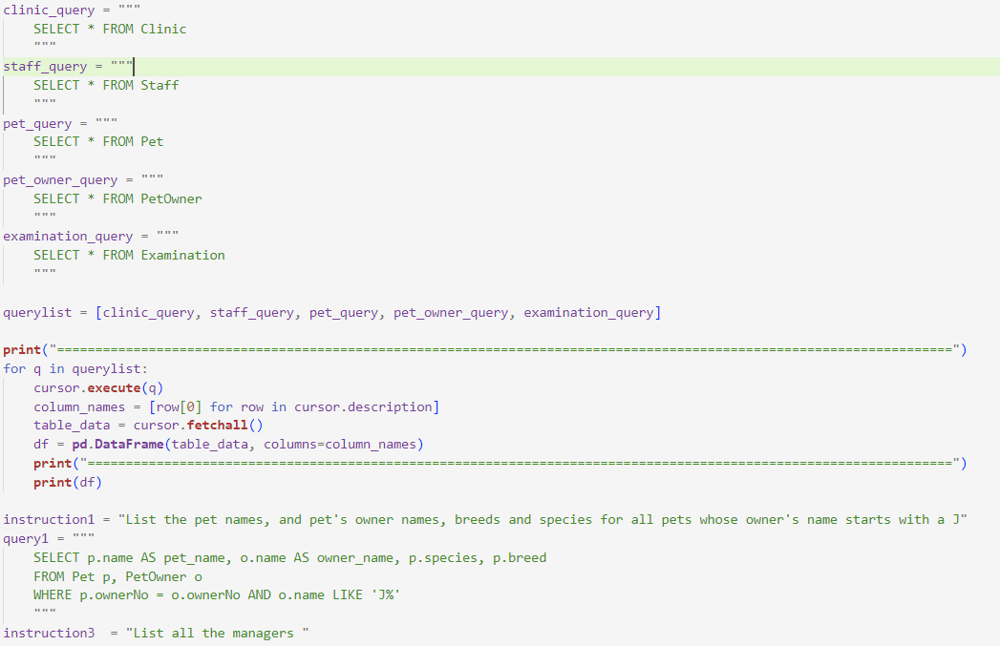 clinic_query = """
    SELECT * FROM Clinic
    """
staff_query = """
    SELECT * FROM Staff
    """
pet_query = """
    SELECT * FROM Pet
    """
pet_owner_query = """
    SELECT * FROM PetOwner
    """
examination_query = """
    SELECT * FROM Examination
    """
querylist = [clinic_query, staff_query, pet_query, pet_owner_query, examination_query]
print("=====================================================================================================================")
for q in querylist:
    cursor.execute(q)
    column_names = [row[0] for row in cursor.description]
    table_data = cursor.fetchall()
    df = pd.DataFrame(table_data, columns=column_names)
    print("=================================================================================================================")
    print(df)
instruction1 = "List the pet names, and pet's owner names, breeds and species for all pets whose owner's name starts with a J"
query1 = """
    SELECT p.name AS pet_name, o.name AS owner_name, p.species, p.breed
    FROM Pet p, PetOwner o
    WHERE p.ownerNo = o.ownerNo AND o.name LIKE 'J%'
    """
instruction3  = "List all the managers "